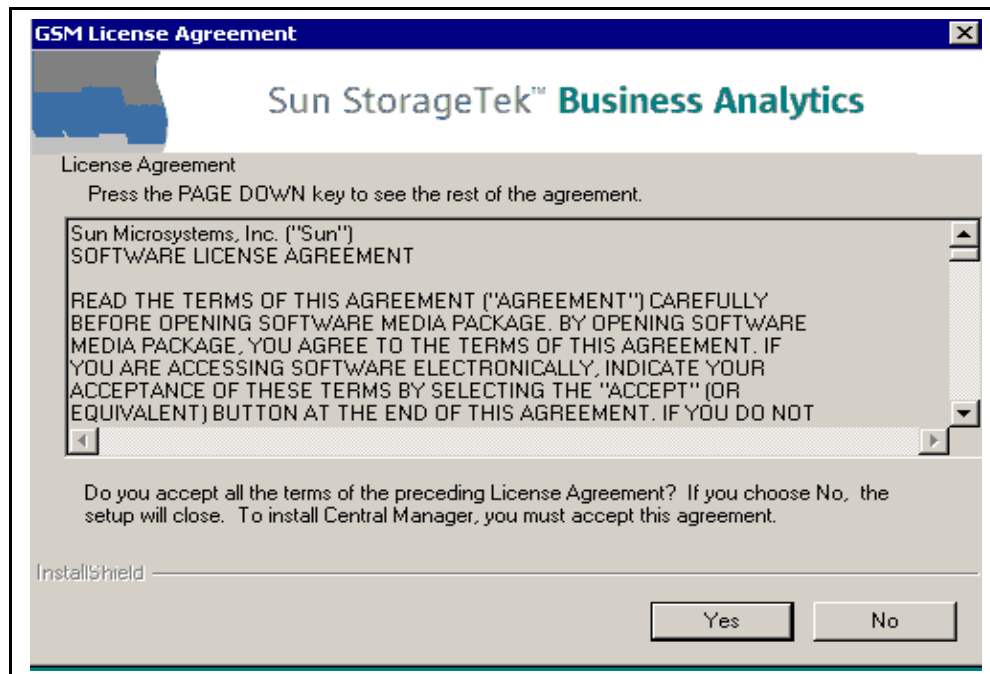 GSM License Agreement
Sun StorageTek™ Business Analytics
License Agreement
Press the PAGE DOWN key to see the rest of the agreement.
Sun Microsystems, Inc. ("Sun")
SOFTWARE LICENSE AGREEMENT
READ THE TERMS OF THIS AGREEMENT ("AGREEMENT") CAREFULLY
BEFORE OPENING SOFTWARE MEDIA PACKAGE. BY OPENING SOFTWARE
MEDIA PACKAGE, YOU AGREE TO THE TERMS OF THIS AGREEMENT. IF
YOU ARE ACCESSING SOFTWARE ELECTRONICALLY, INDICATE YOUR
ACCEPTANCE OF THESE TERMS BY SELECTING THE "ACCEPT" (OR
EQUIVALENT) BUTTON AT THE END OF THIS AGREEMENT. IF YOU DO NOT
Do you accept all the terms of the preceding License Agreement? If you choose No, the
setup will close. To install Central Manager, you must accept this agreement.
InstallShield
Yes
No